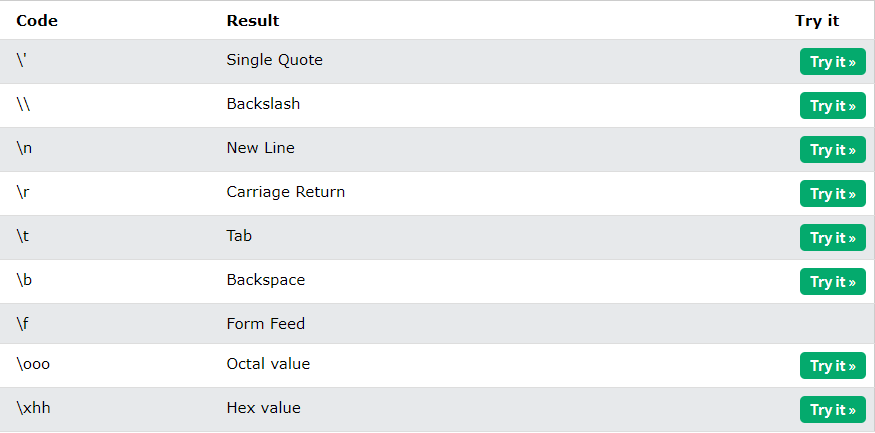 Code Result Try it
\' Single Quote Try it »
\\ Backslash Try it »
\n New Line Try it »
\r Carriage Return Try it »
\t Tab Try it »
\b Backspace Try it »
\f Form Feed
\ooo Octal value Try it »
\xhh Hex value Try it »